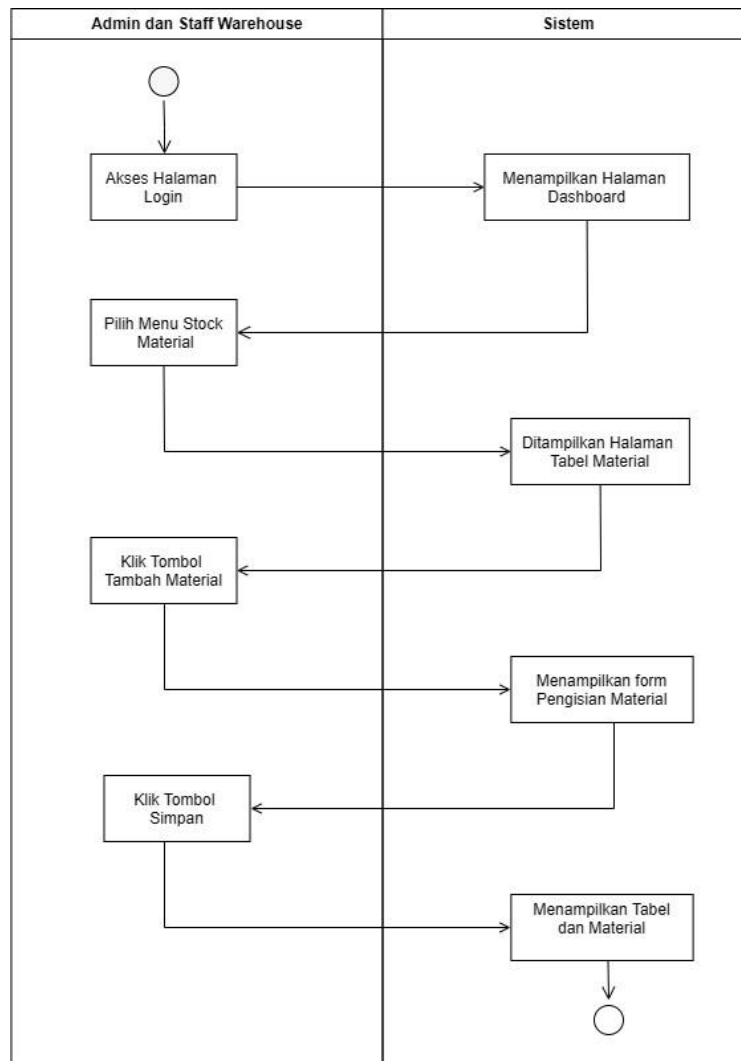 Admin dan Staff Warehouse
Sistem
Akses Halaman
Login
Menampilkan Halaman
Dashboard
Pilih Menu Stock
Material
Ditampilkan Halaman
Tabel Material
Klik Tombol
Tambah Material
Menampilkan form
Pengisian Material
Klik Tombol
Simpan
Menampilkan Tabel
dan Material